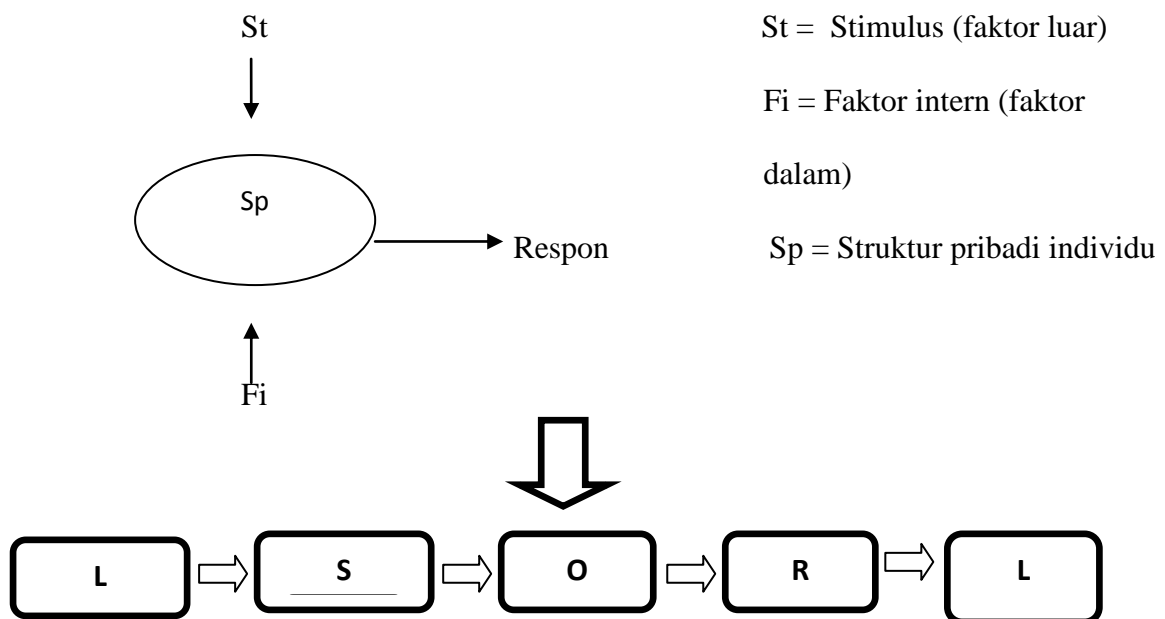 St
St = Stimulus (faktor luar)
Fi = Faktor intern (faktor
dalam)
Sp
Respon
Sp = Struktur pribadi individu
Fi
L
S
O
R
L